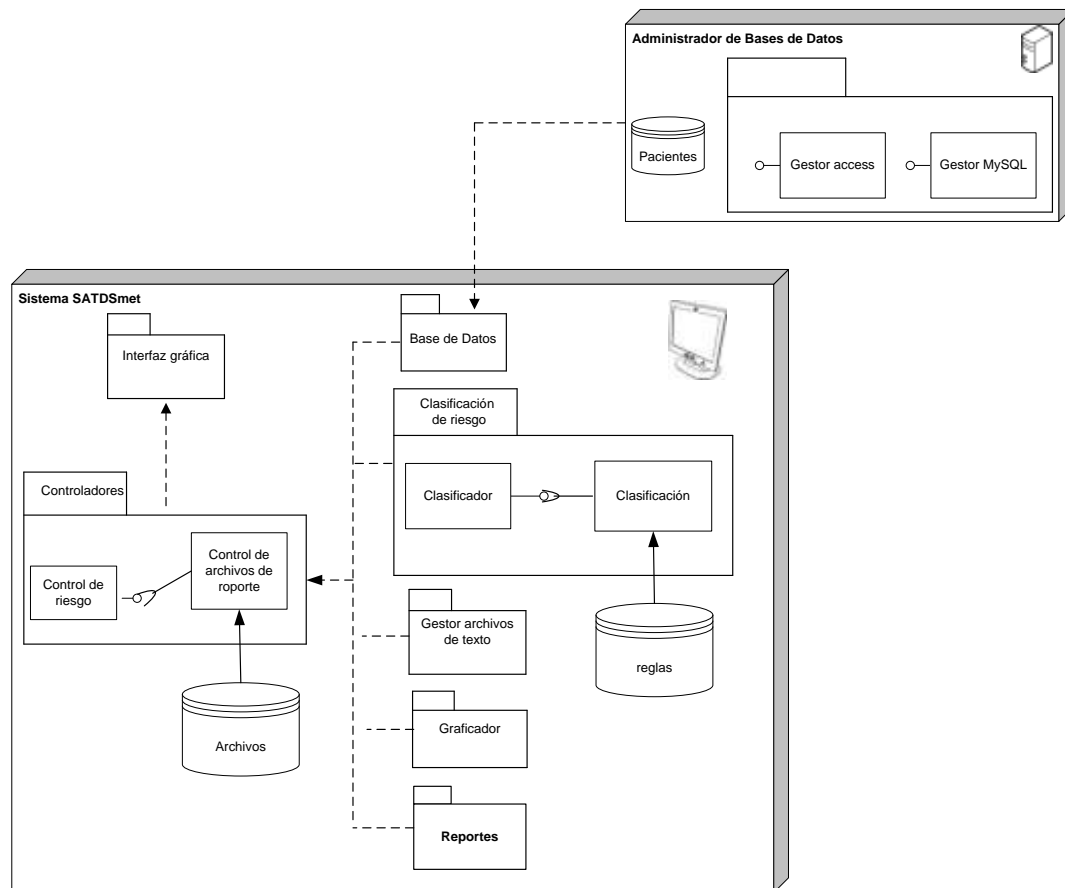 Administrador de Bases de Datos
Pacientes
Gestor access
Gestor MySQL
Sistema SATDSmet
Interfaz gráfica
Base de Datos
Clasificación
de riesgo
Clasificador
Clasificación
Controladores
Control de
riesgo
Control de
archivos de
roporte
Archivos
Gestor archivos
de texto
reglas
Graficador
Reportes